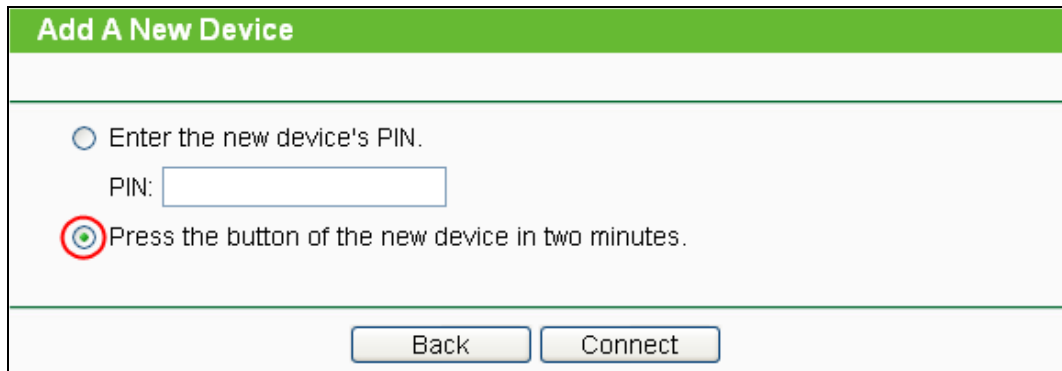 Add A New Device
Enter the new device's PIN.
PIN:
Press the button of the new device in two minutes.
Back Connect